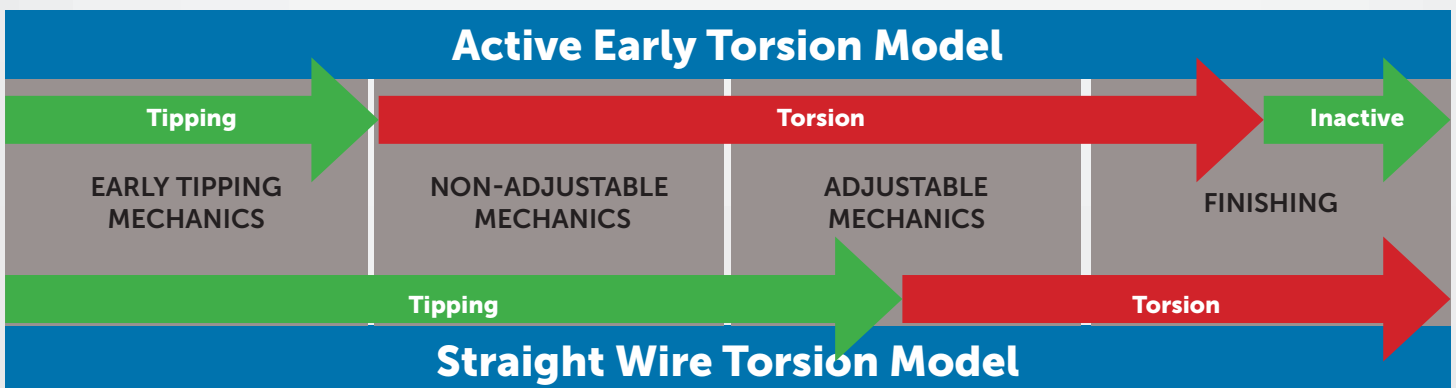 Active Early Torsion Model
Tipping
Torsion
Inactive
EARLY TIPPING
MECHANICS
NON-ADJUSTABLE
MECHANICS
ADJUSTABLE
MECHANICS
FINISHING
Tipping
Torsion
Straight Wire Torsion Model